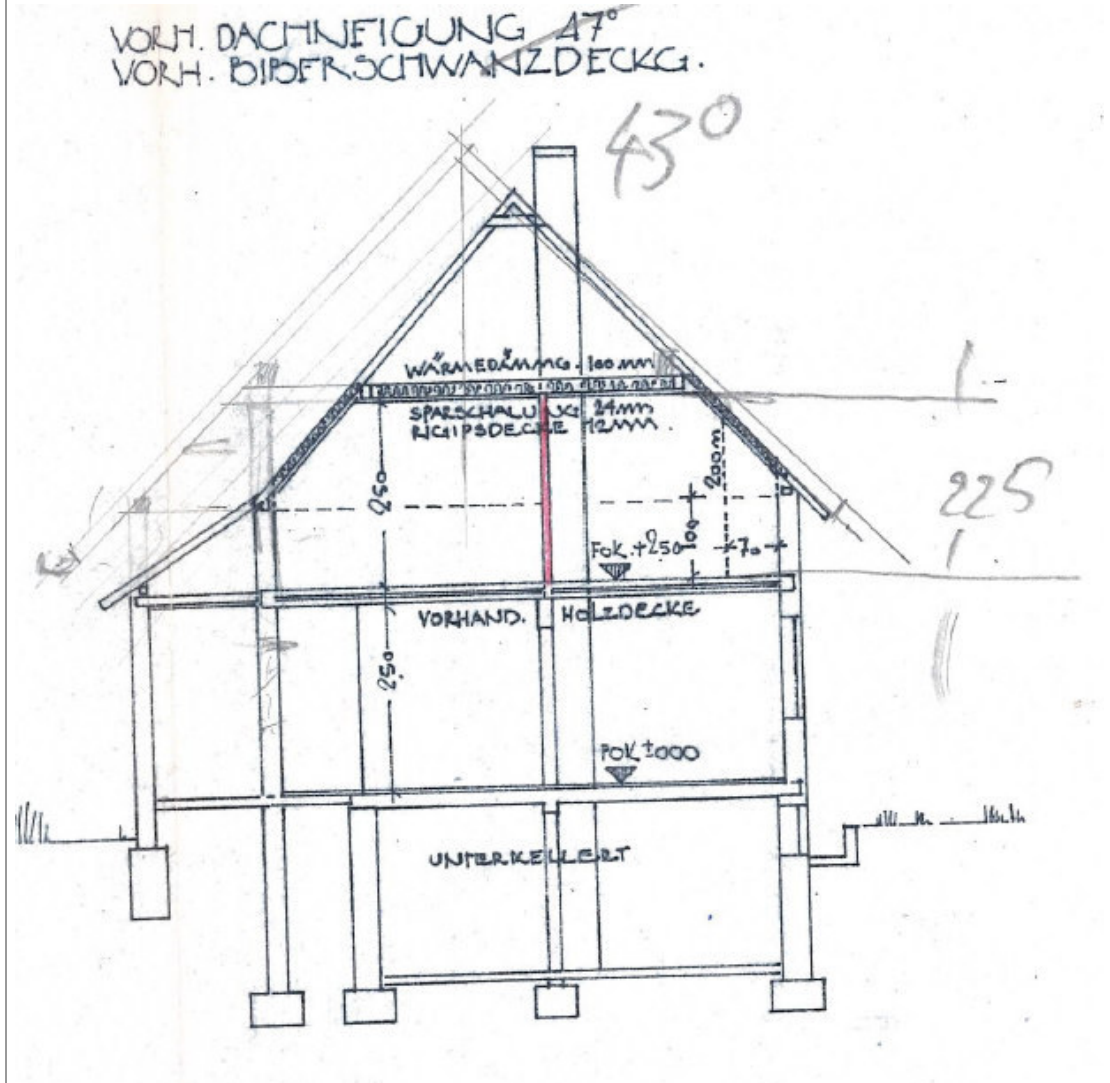 VORH. DACHNEIGUNG 47°
VORH. BIBERSCHWANZDECKG.
43°
WÄRMEDÄMMG. 100 mm
SPARSCHALUNG 24mm
RIGIPSDECKE 12mm.
250
200m
100
70
225
FOK. +250
VORHAND. HOLZDECKE
250
FOK ±000
UNTERKELLERT